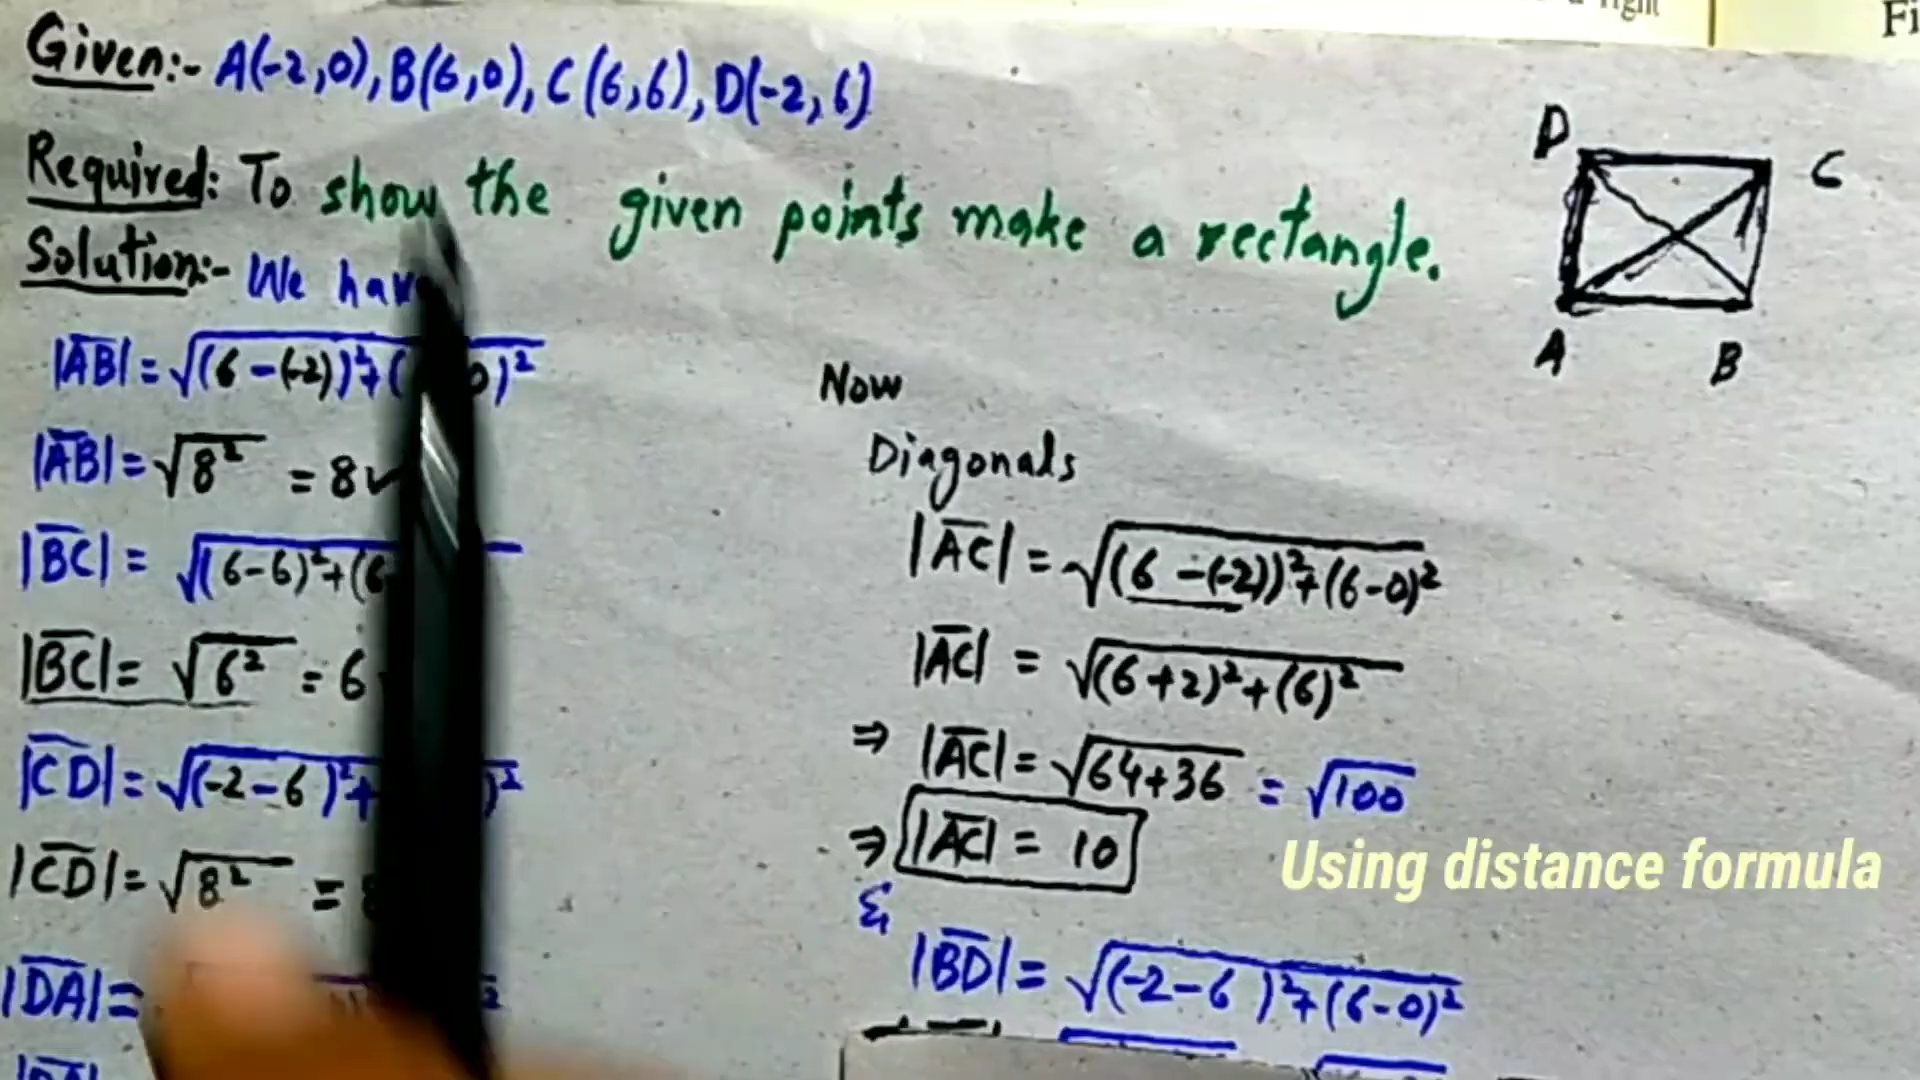 right
Fi
Given:- A(-2,0), B(6,0), C(6,6), D(-2,6)
Required: To show the given points make a rectangle.
Solution:- We hav
|AB| = √(6-(-2))²+( 0)²
|AB| = √8² = 8
|BC| = √(6-6)²+(6
|BC| = √6² = 6
|CD| = √(-2-6)²+ )²
|CD| = √8² =
|DA| =
D
C
A
B
Now
Diagonals
|AC| = √(6-(-2))²+(6-0)²
|AC| = √(6+2)²+(6)²
⇒ |AC| = √64+36 = √100
⇒ |AC| = 10
Using distance formula
&
|BD| = √(-2-6)²+(6-0)²